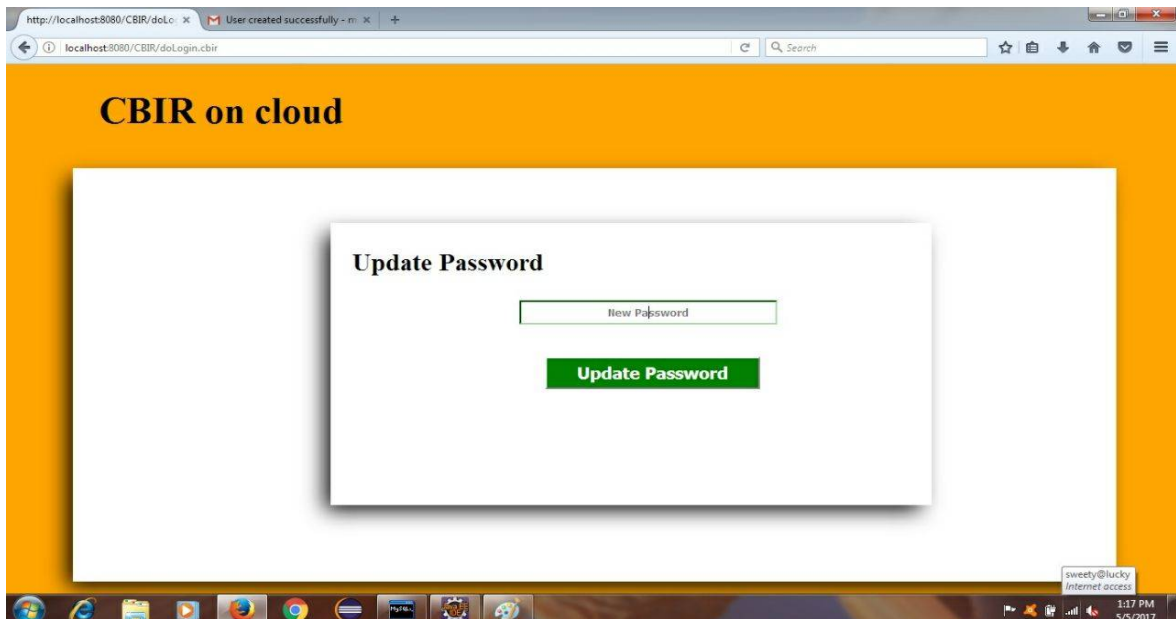 http://localhost:8080/CBIR/doLo
User created successfully - m
localhost:8080/CBIR/doLogin.cbir
Search
CBIR on cloud
Update Password
New Password
Update Password
sweety@lucky
Internet access
1:17 PM
5/5/2017